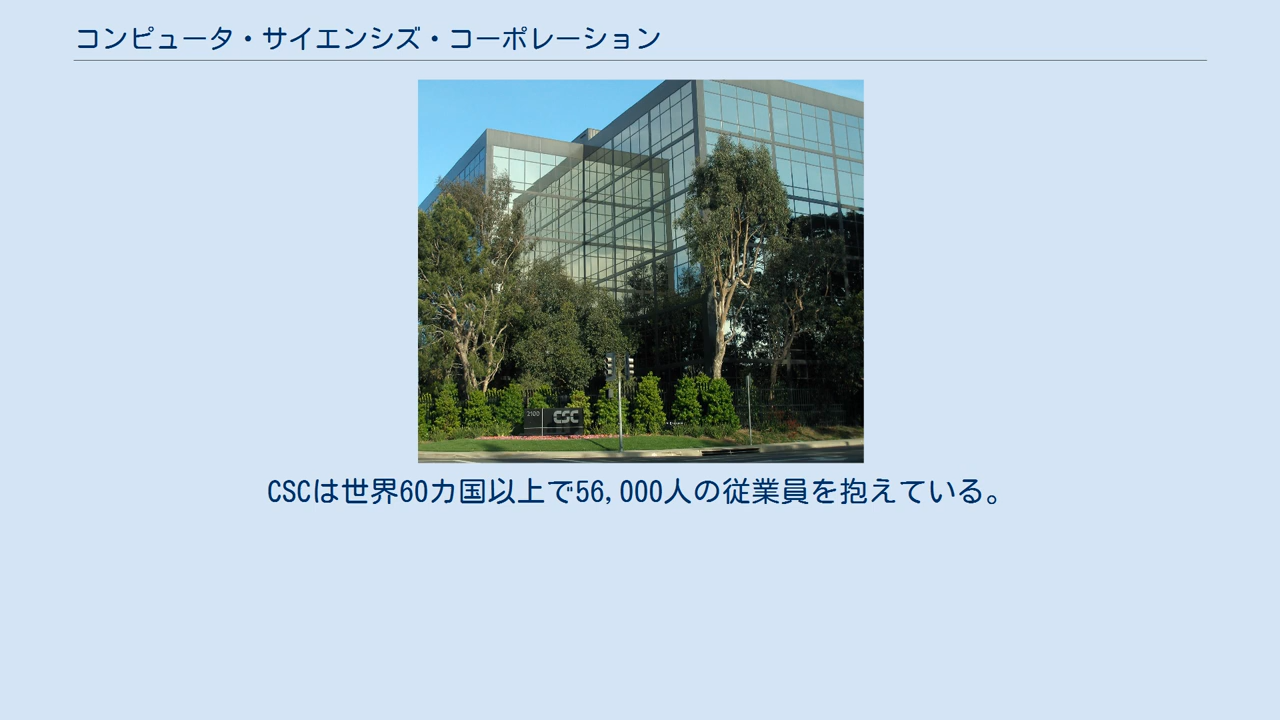 コンピュータ・サイエンシズ・コーポレーション
2100 CSC
CSCは世界60カ国以上で56,000人の従業員を抱えている。